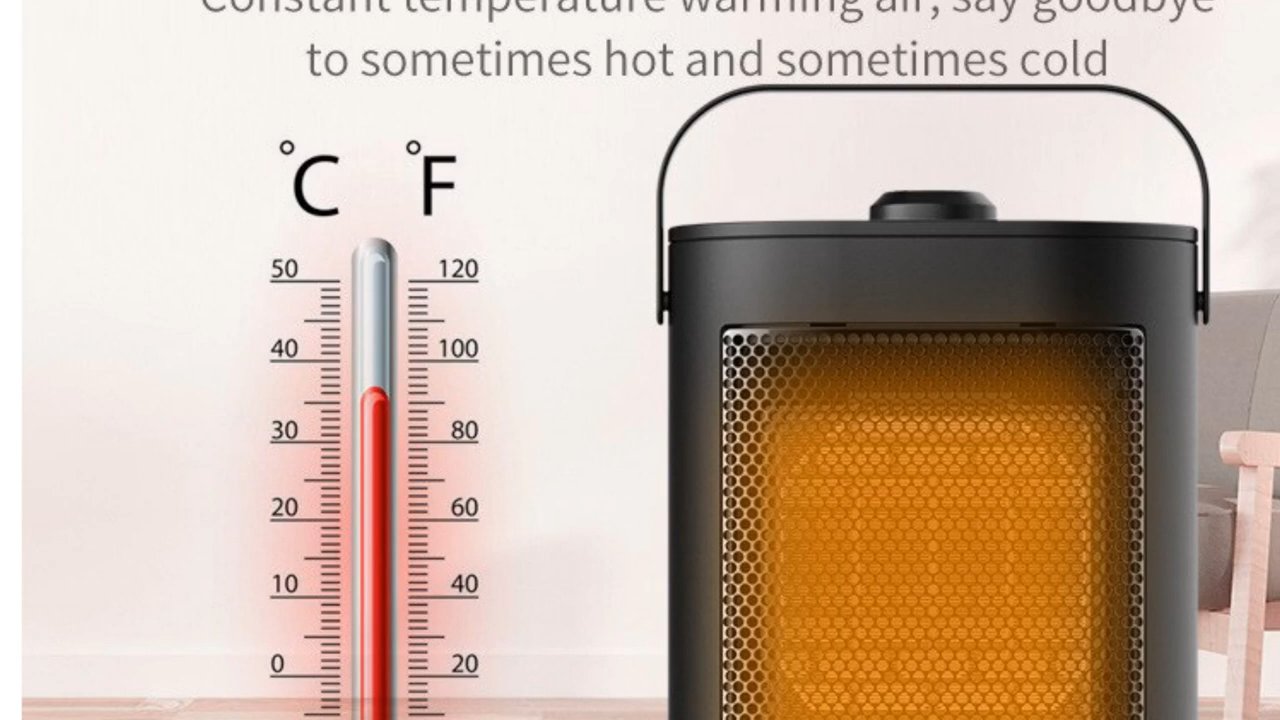 Constant temperature warming air, say goodbye
to sometimes hot and sometimes cold
°C °F
50 120
40 100
30 80
20 60
10 40
0 20